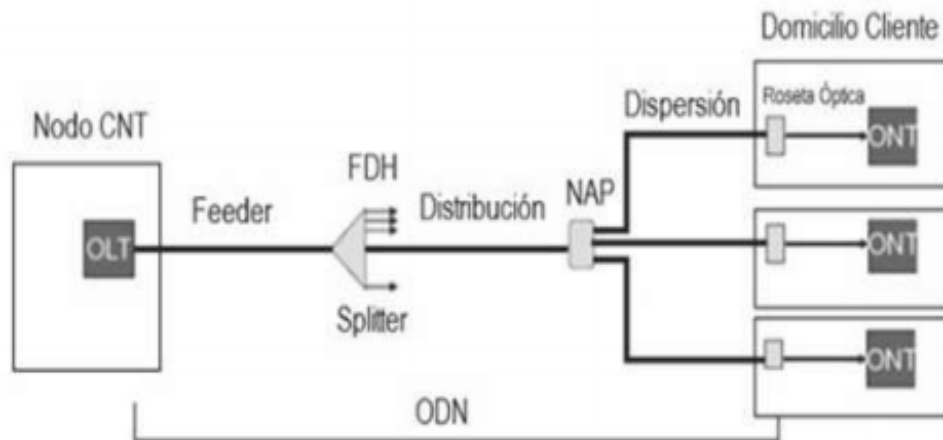 Domicilio Cliente
Nodo CNT
Dispersión
Roseta Óptica
ONT
FDH
NAP
Feeder
Distribución
OLT
ONT
Splitter
ONT
ODN